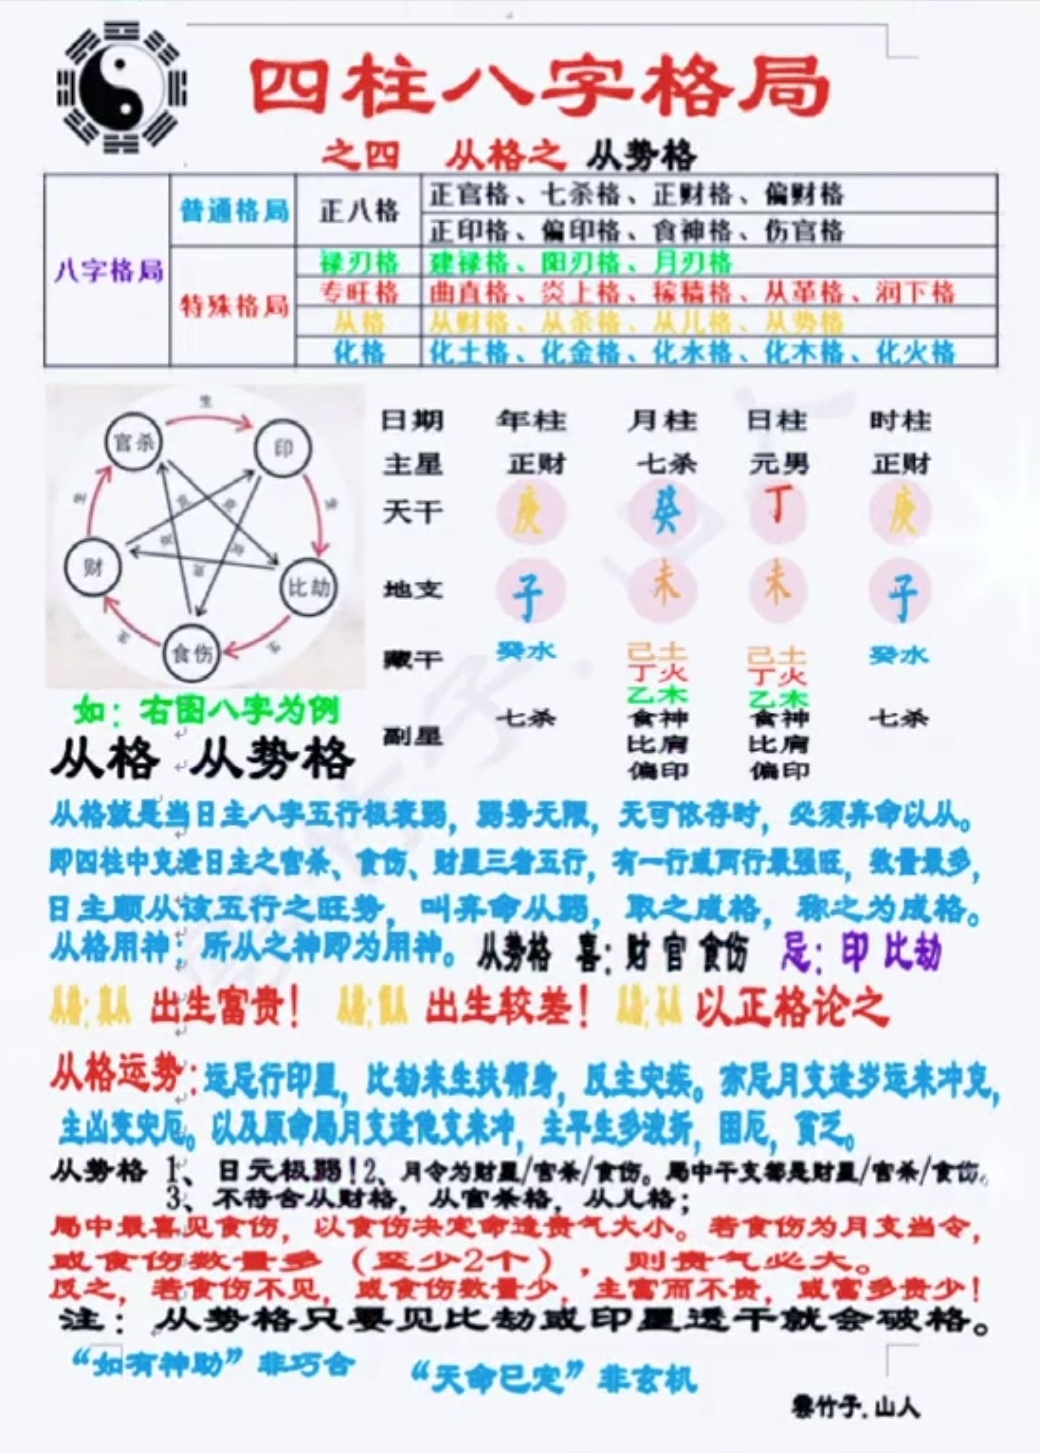 四柱八字格局
之四 从格之 从势格
八字格局
普通格局
正八格
正官格、七杀格、正财格、偏财格
正印格、偏印格、食神格、伤官格
特殊格局
禄刃格 建禄格、阳刃格、月刃格
专旺格 曲直格、炎上格、稼穑格、从革格、润下格
从格 从财格、从杀格、从儿格、从势格
化格 化土格、化金格、化水格、化木格、化火格
官杀
印
比劫
食伤
财
生
生
生
生
生
克
克
克
克
克
日期 年柱 月柱 日柱 时柱
主星 正财 七杀 元男 正财
天干 庚 癸 丁 庚
地支 子 未 未 子
藏干 癸水 己土 己土 癸水
丁火 丁火
乙木 乙木
副星 七杀 食神 食神 七杀
比肩 比肩
偏印 偏印
如：右图八字为例
从格 从势格
从格就是当日主八字五行极衰弱，弱势无限，无可依存时，必须弃命以从。
即四柱中克泄日主之官杀、食伤、财星三者五行，有一行或两行最强旺，数量最多，
日主顺从该五行之旺势，叫弃命从弱，取之成格，称之为成格。
从格用神；所从之神即为用神。从势格 喜：财 官 食伤 忌：印 比劫
从格：真从 出生富贵！ 从格：假从 出生较差！ 从格：不从 以正格论之
从格运势：运忌行印星，比劫来生扶帮身，反主灾疾。亦忌月支逢岁运来冲克，
主凶变灾厄。以及原命局月支逢他支来冲，主平生多波折，困厄，贫乏。
从势格 1、日元极弱！2、月令为财星/官杀/食伤。局中干支都是财星/官杀/食伤。
3、不符合从财格，从官杀格，从儿格；
局中最喜见食伤，以食伤决定命造贵气大小。若食伤为月支当令，
或食伤数量多（至少2个），则贵气必大。
反之，若食伤不见，或食伤数量少，主富而不贵，或富多贵少！
注：从势格只要见比劫或印星透干就会破格。
“如有神助”非巧合 “天命已定”非玄机
竹子.山人